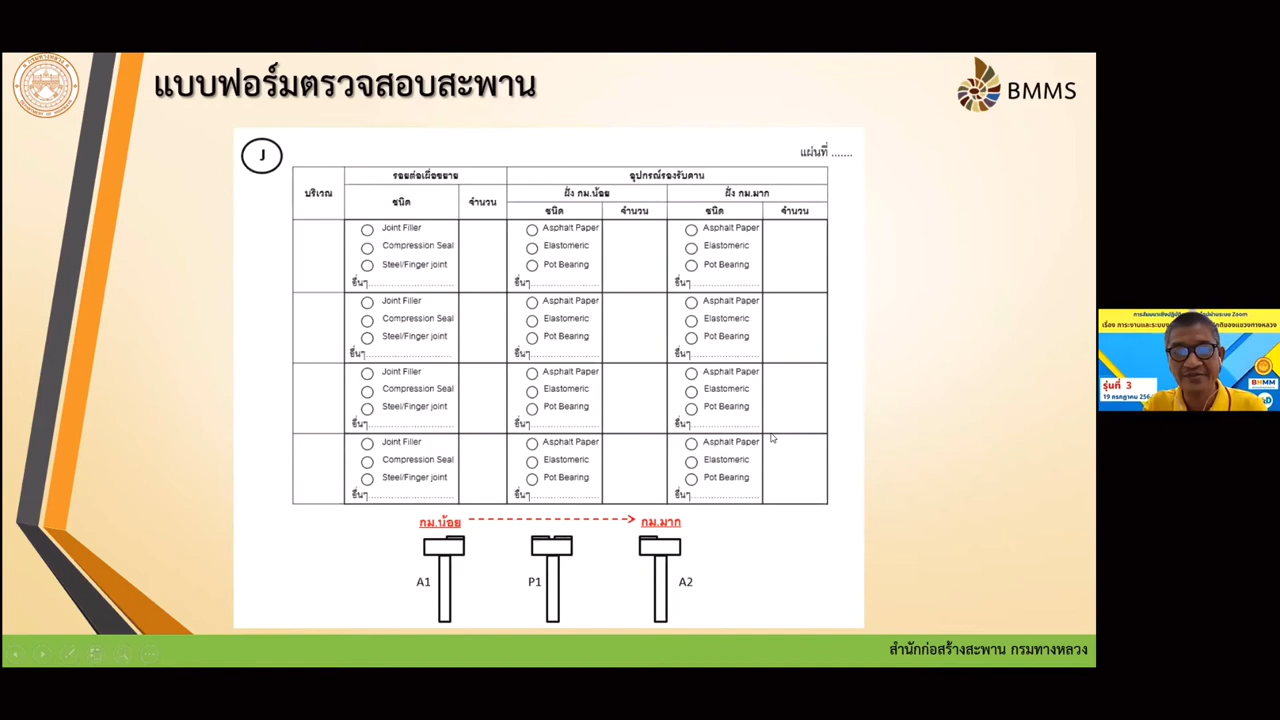 แบบฟอร์มตรวจสอบสะพาน
BMMS
J
แผ่นที่ .......
บริเวณ
รอยต่อเผื่อขยาย
อุปกรณ์รองรับคาน
ชนิด
จำนวน
ฝั่ง กม.น้อย
ฝั่ง กม.มาก
ชนิด
จำนวน
ชนิด
จำนวน
Joint Filler
Asphalt Paper
Asphalt Paper
Compression Seal
Elastomeric
Elastomeric
Steel/Finger joint
Pot Bearing
Pot Bearing
อื่นๆ
อื่นๆ
อื่นๆ
Joint Filler
Asphalt Paper
Asphalt Paper
Compression Seal
Elastomeric
Elastomeric
Steel/Finger joint
Pot Bearing
Pot Bearing
อื่นๆ
อื่นๆ
อื่นๆ
Joint Filler
Asphalt Paper
Asphalt Paper
Compression Seal
Elastomeric
Elastomeric
Steel/Finger joint
Pot Bearing
Pot Bearing
อื่นๆ
อื่นๆ
อื่นๆ
Joint Filler
Asphalt Paper
Asphalt Paper
Compression Seal
Elastomeric
Elastomeric
Steel/Finger joint
Pot Bearing
Pot Bearing
อื่นๆ
อื่นๆ
อื่นๆ
กม.น้อย
กม.มาก
A1
P1
A2
สำนักก่อสร้างสะพาน กรมทางหลวง
รุ่นที่ 3
19 กรกฎาคม
BMMM